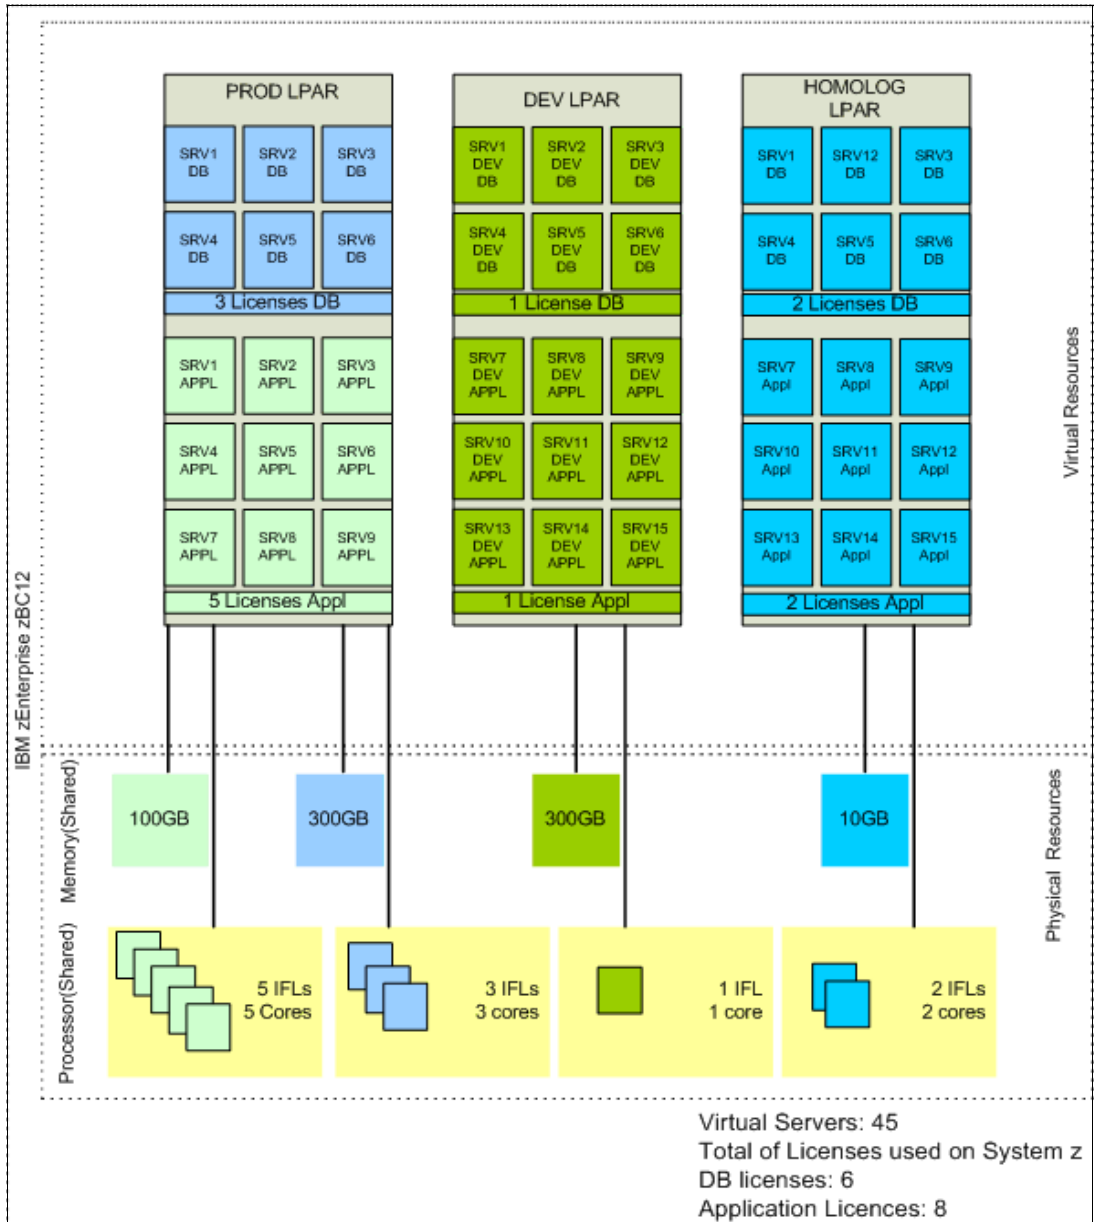 PROD LPAR
SRV1
DB
SRV2
DB
SRV3
DB
SRV4
DB
SRV5
DB
SRV6
DB
3 Licenses DB
SRV1
APPL
SRV2
APPL
SRV3
APPL
SRV4
APPL
SRV5
APPL
SRV6
APPL
SRV7
APPL
SRV8
APPL
SRV9
APPL
5 Licenses Appl
DEV LPAR
SRV1
DEV
DB
SRV2
DEV
DB
SRV3
DEV
DB
SRV4
DEV
DB
SRV5
DEV
DB
SRV6
DEV
DB
1 License DB
SRV7
DEV
APPL
SRV8
DEV
APPL
SRV9
DEV
APPL
SRV10
DEV
APPL
SRV11
DEV
APPL
SRV12
DEV
APPL
SRV13
DEV
APPL
SRV14
DEV
APPL
SRV15
DEV
APPL
1 License Appl
HOMOLOG
LPAR
SRV1
DB
SRV12
DB
SRV3
DB
SRV4
DB
SRV5
DB
SRV6
DB
2 Licenses DB
SRV7
Appl
SRV8
Appl
SRV9
Appl
SRV10
Appl
SRV11
Appl
SRV12
Appl
SRV13
Appl
SRV14
Appl
SRV15
Appl
2 Licenses Appl
Virtual Resources
IBM zEnterprise zBC12
Memory(Shared)
100GB
300GB
300GB
10GB
Physical Resources
Processor(Shared)
5 IFLs
5 Cores
3 IFLs
3 cores
1 IFL
1 core
2 IFLs
2 cores
Virtual Servers: 45
Total of Licenses used on System z
DB licenses: 6
Application Licences: 8